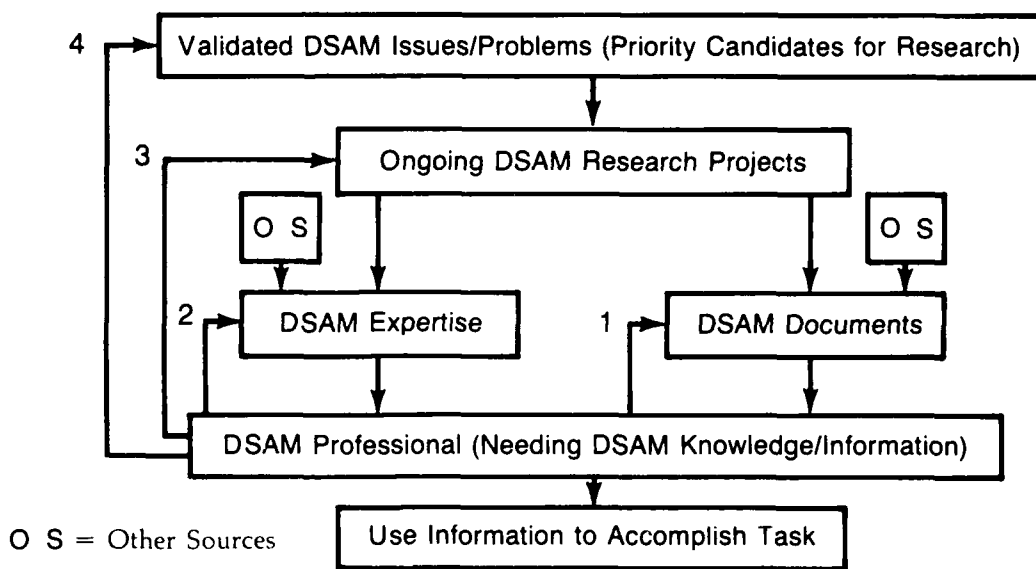 4
Validated DSAM Issues/Problems (Priority Candidates for Research)
3
Ongoing DSAM Research Projects
O S
O S
2
DSAM Expertise
1
DSAM Documents
DSAM Professional (Needing DSAM Knowledge/Information)
O S = Other Sources
Use Information to Accomplish Task